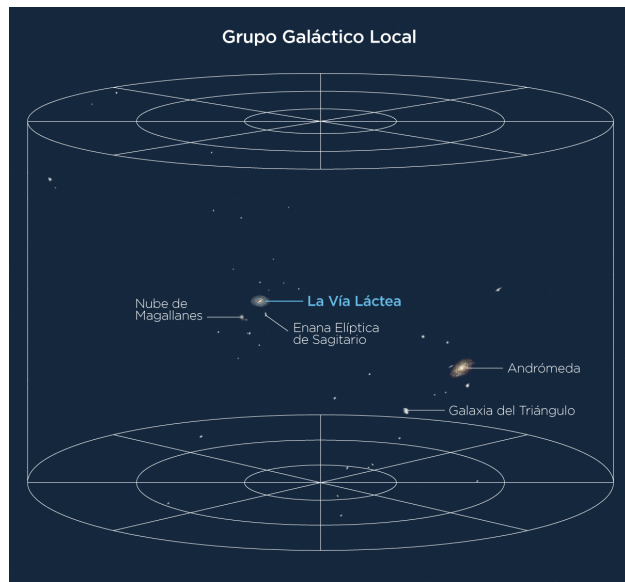 Grupo Galáctico Local
La Vía Láctea
Nube de
Magallanes
Enana Elíptica
de Sagitario
Andrómeda
Galaxia del Triángulo